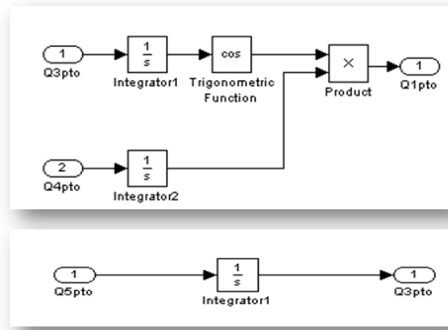 1
Q3pto
1
s
Integrator1
cos
Trigonometric
Function
×
Product
1
Q1pto
2
Q4pto
1
s
Integrator2
1
Q5pto
1
s
Integrator1
1
Q3pto